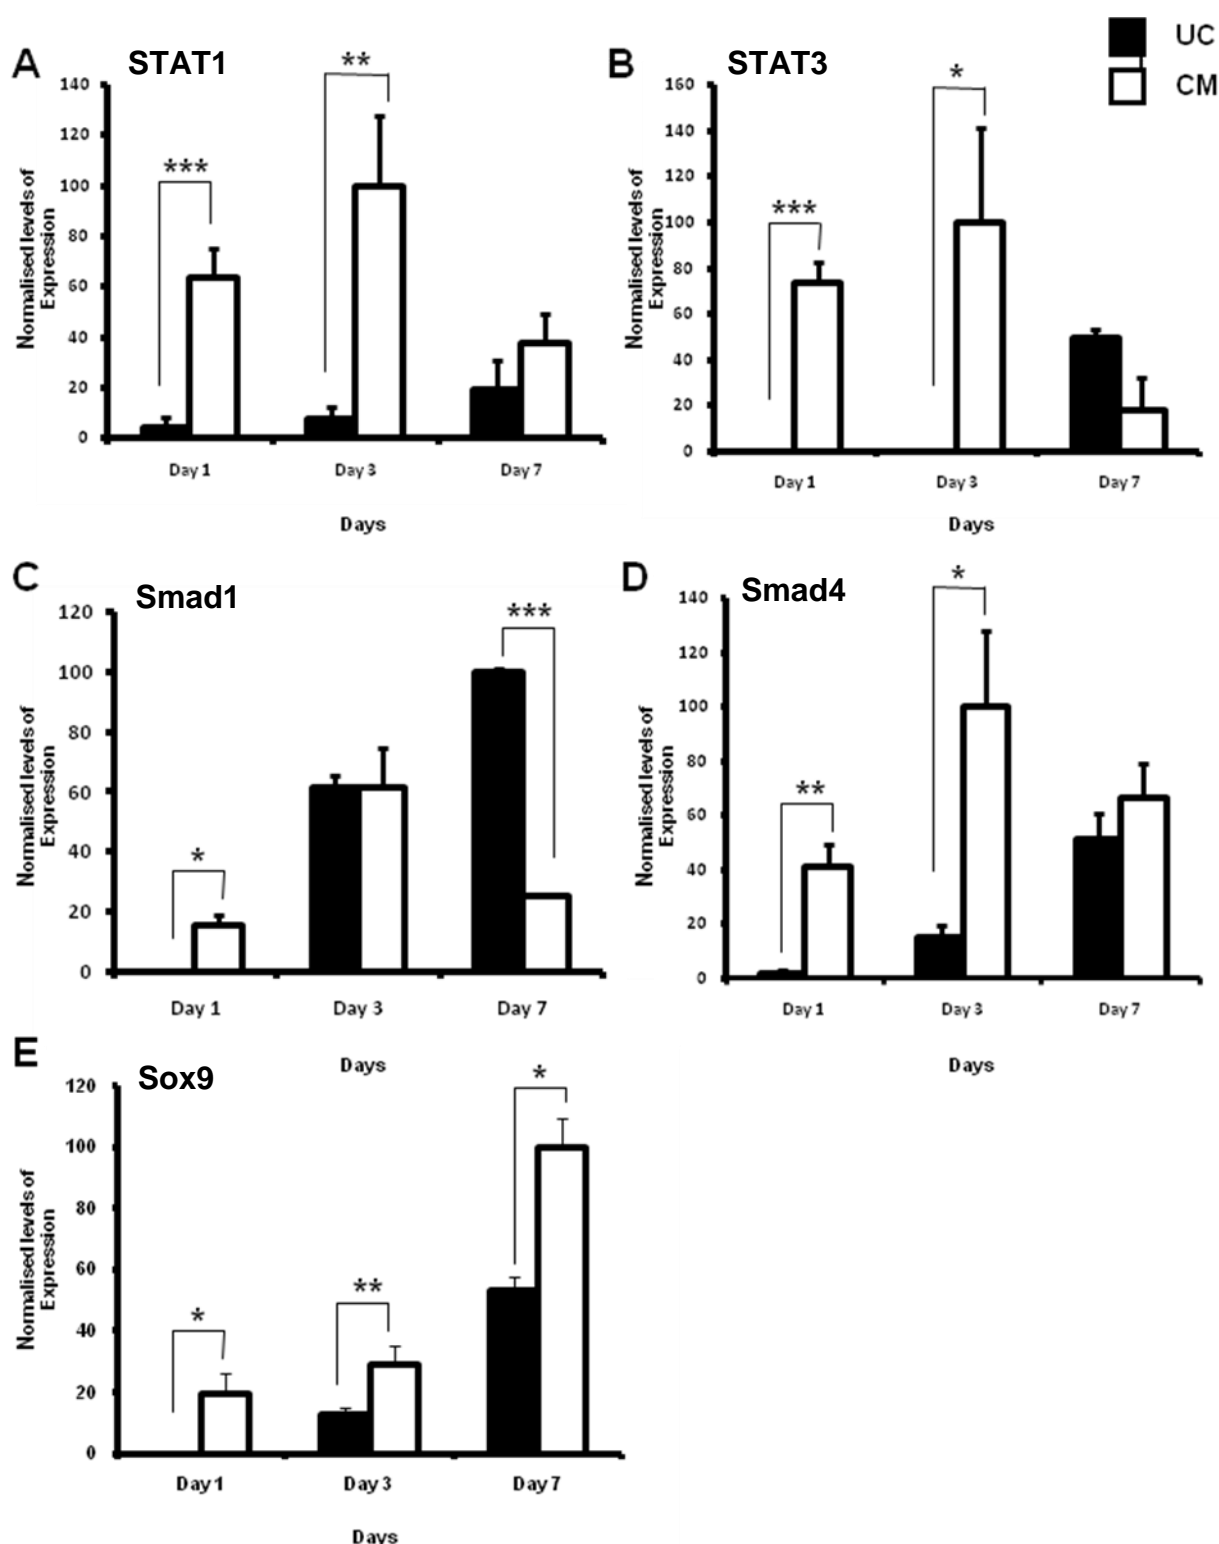 UC
CM
A STAT1
**
***
140
120
100
80
60
40
20
0
Normalised levels of
Expression
Day 1 Day 3 Day 7
Days
B STAT3
*
***
160
140
120
100
80
60
40
20
0
Normalised levels of
Expression
Day 1 Day 3 Day 7
Days
C Smad1
***
*
120
100
80
60
40
20
0
Normalised levels of
Expression
Day 1 Day 3 Day 7
Days
D Smad4
*
**
140
120
100
80
60
40
20
0
Normalised levels of
Expression
Day 1 Day 3 Day 7
Days
E Sox9
*
**
*
120
100
80
60
40
20
0
Normalised levels of
Expression
Day 1 Day 3 Day 7
Days